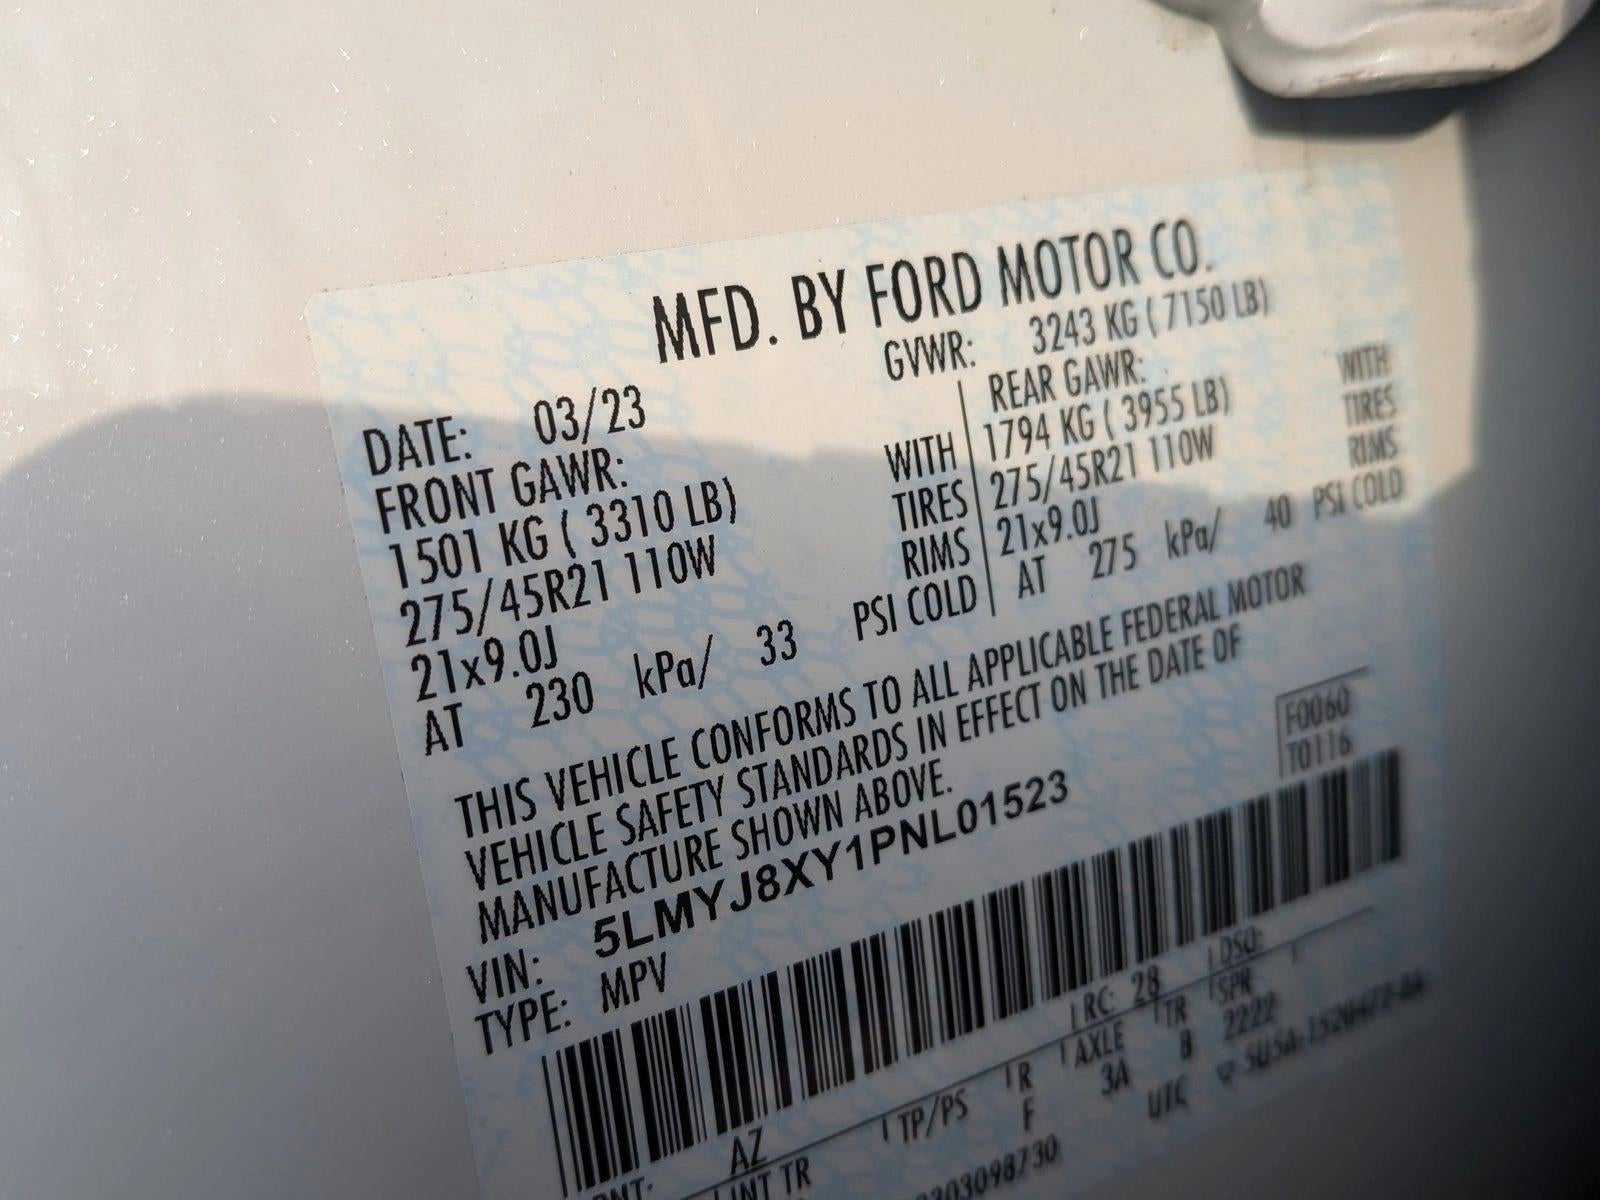 MFD. BY FORD MOTOR CO.
DATE: 03/23 GVWR: 3243 KG ( 7150 LB)
FRONT GAWR: REAR GAWR:
1501 KG ( 3310 LB) WITH 1794 KG ( 3955 LB) WITH
275/45R21 110W TIRES 275/45R21 110W TIRES
21x9.0J RIMS 21x9.0J RIMS
AT 230 kPa/ 33 PSI COLD AT 275 kPa/ 40 PSI COLD
THIS VEHICLE CONFORMS TO ALL APPLICABLE FEDERAL MOTOR
VEHICLE SAFETY STANDARDS IN EFFECT ON THE DATE OF
MANUFACTURE SHOWN ABOVE.
F0060
T0116
VIN: 5LMYJ8XY1PNL01523
TYPE: MPV
RC: 28 DSO:
AZ
INT TR TP/PS R AXLE TR SPR
F 3A B 2222
UTC